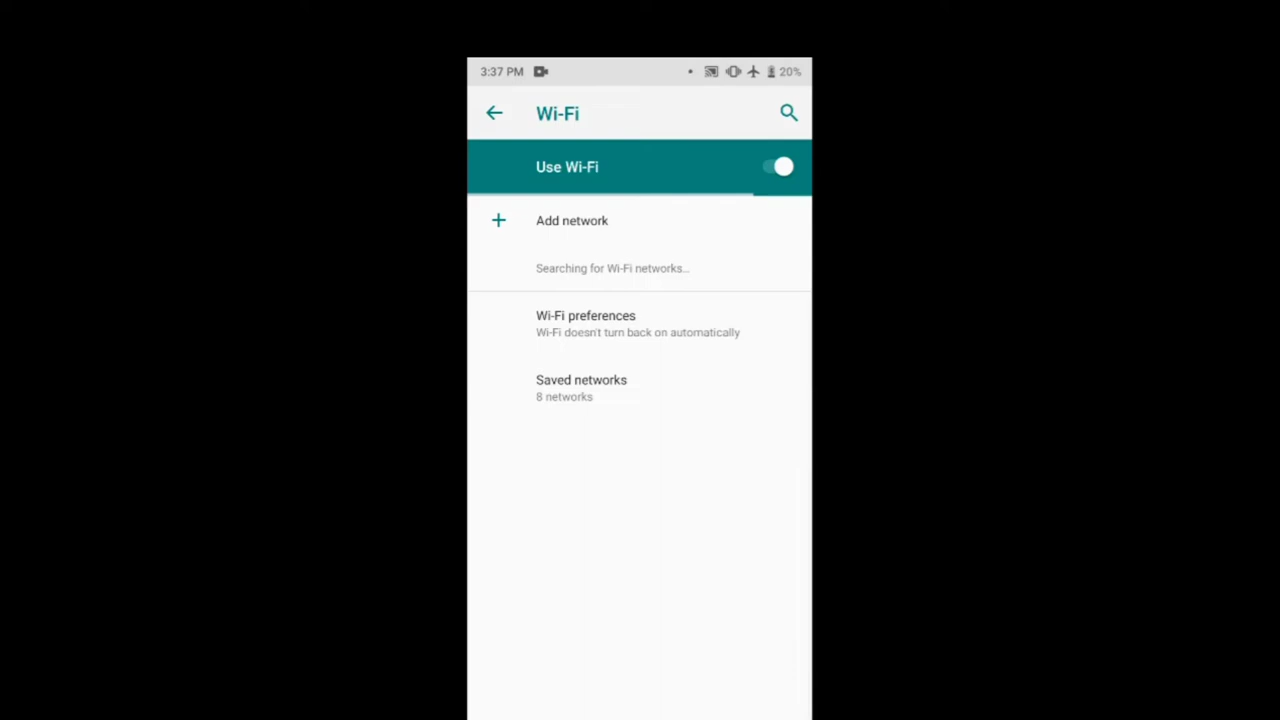 3:37 PM 20%
Wi-Fi
Use Wi-Fi
Add network
Searching for Wi-Fi networks…
Wi-Fi preferences
Wi-Fi doesn't turn back on automatically
Saved networks
8 networks